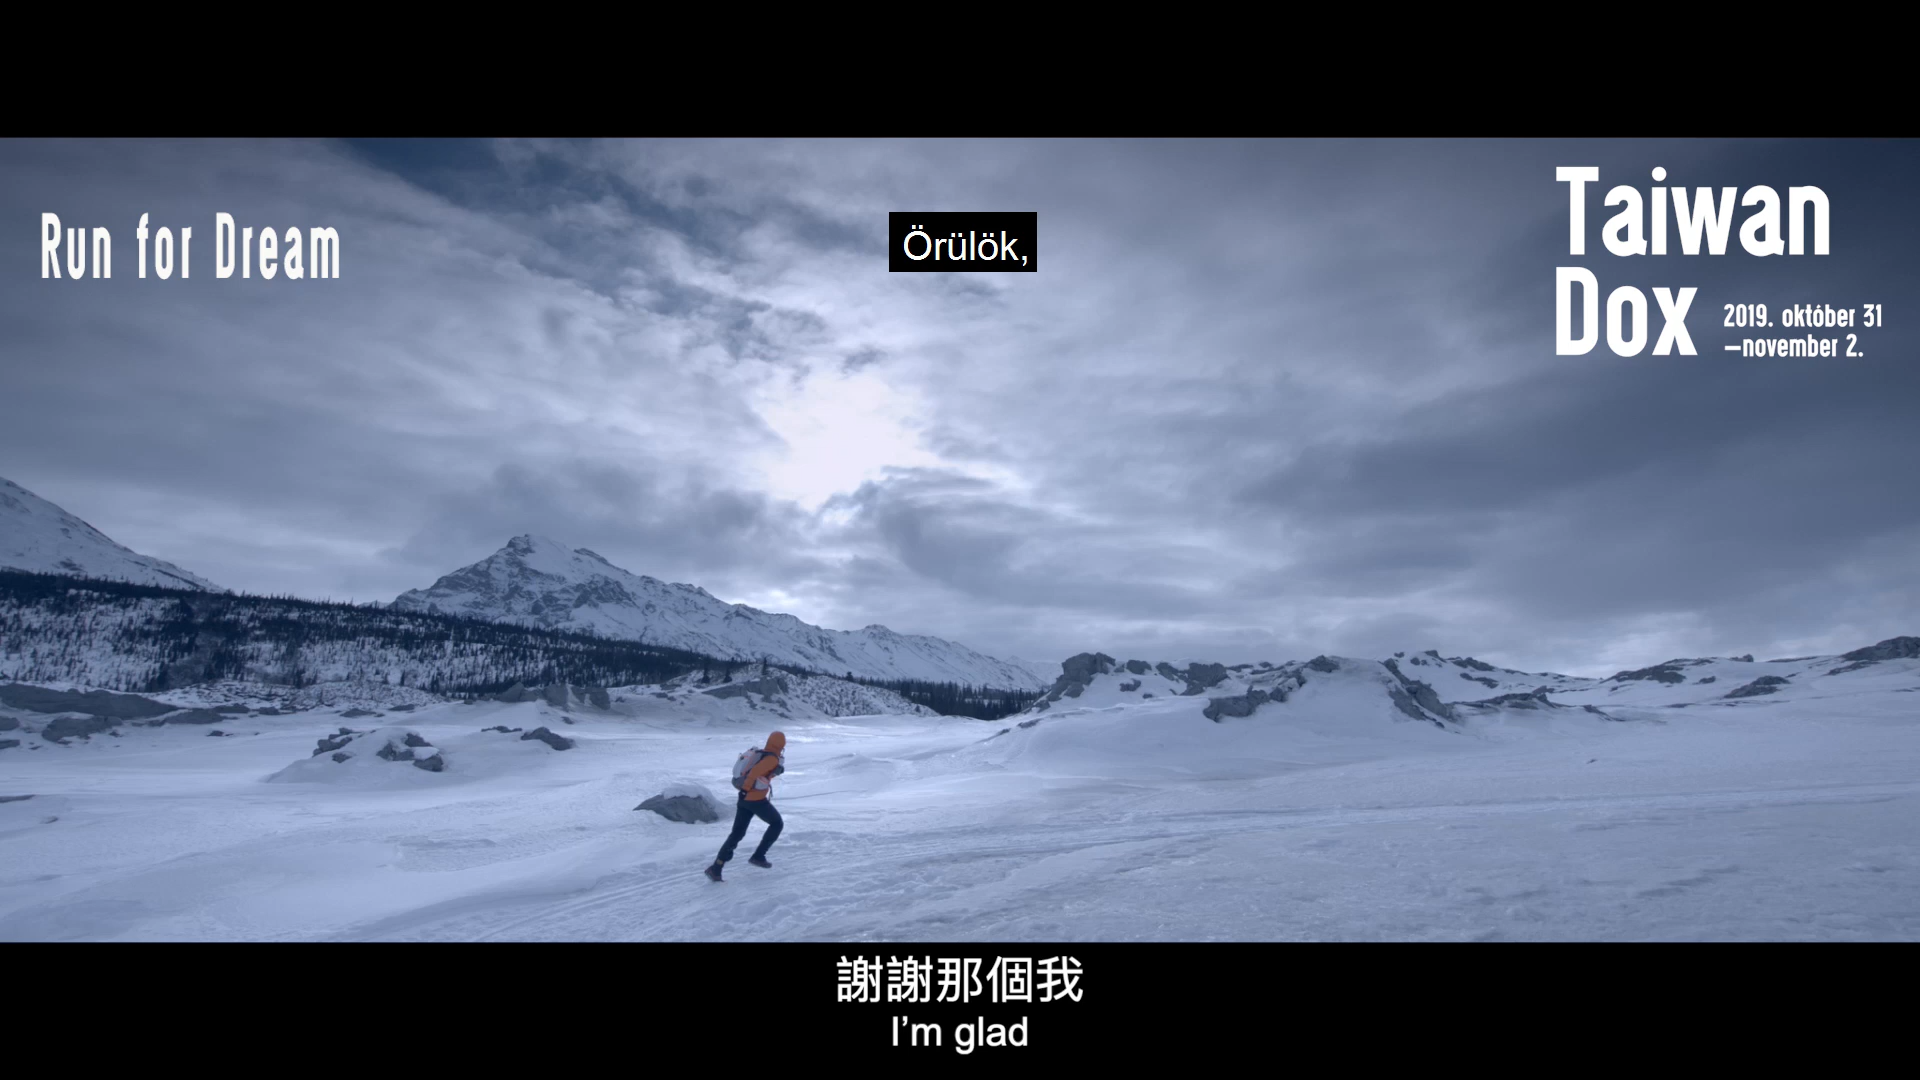 Run for Dream
Örülök,
Taiwan
Dox
2019. október 31
–november 2.
謝謝那個我
I'm glad